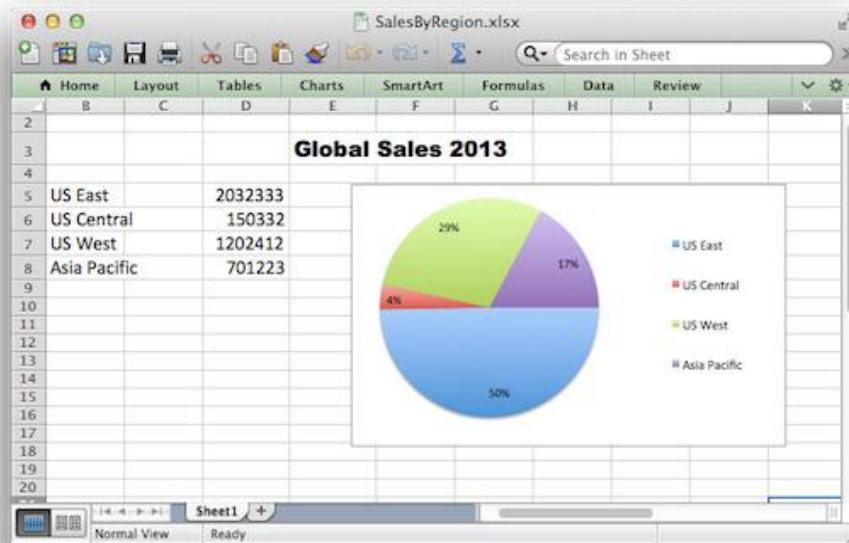 SalesByRegion.xlsx
Search in Sheet
Home Layout Tables Charts SmartArt Formulas Data Review
B C D E F G H I J K
2
3 Global Sales 2013
4
5 US East 2032333
6 US Central 150332
7 US West 1202412
8 Asia Pacific 701223
9
10
11
12
13
14
15
16
17
18
19
20
29%
17%
4%
50%
US East
US Central
US West
Asia Pacific
Sheet1
Normal View Ready